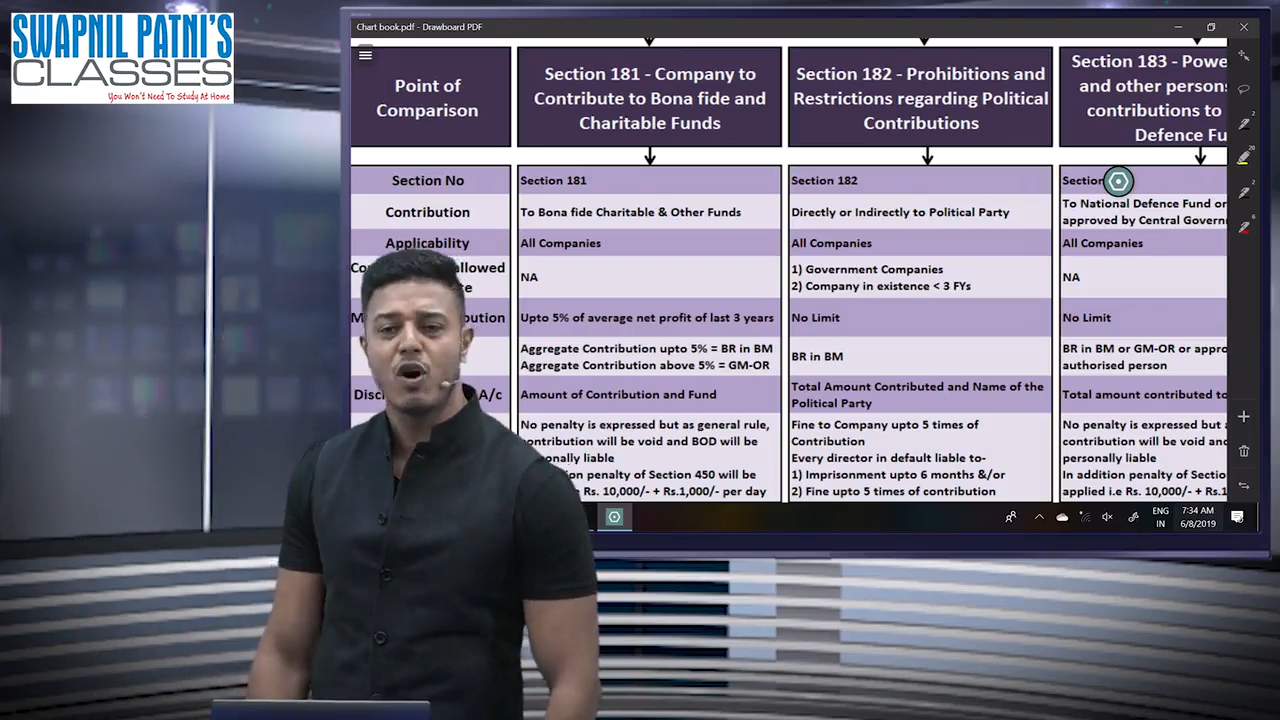 SWAPNIL PATNI'S
CLASSES
You Won't Need To Study At Home
Chart book.pdf - Drawboard PDF
Point of
Comparison
Section 181 - Company to
Contribute to Bona fide and
Charitable Funds
Section 182 - Prohibitions and
Restrictions regarding Political
Contributions
Section 183 - Powe
and other persons
contributions to
Defence Fu
Section No
Section 181
Section 182
Section
Contribution
To Bona fide Charitable & Other Funds
Directly or Indirectly to Political Party
To National Defence Fund or
approved by Central Govern
Applicability
All Companies
All Companies
All Companies
allowed
NA
1) Government Companies
2) Company in existence < 3 FYs
NA
Upto 5% of average net profit of last 3 years
No Limit
No Limit
Aggregate Contribution upto 5% = BR in BM
Aggregate Contribution above 5% = GM-OR
BR in BM
BR in BM or GM-OR or appro
authorised person
A/c
Amount of Contribution and Fund
Total Amount Contributed and Name of the
Political Party
Total amount contributed to
No penalty is expressed but as general rule,
contribution will be void and BOD will be
personally liable
penalty of Section 450 will be
Rs. 10,000/- + Rs.1,000/- per day
Fine to Company upto 5 times of
Contribution
Every director in default liable to-
1) Imprisonment upto 6 months &/or
2) Fine upto 5 times of contribution
No penalty is expressed but a
contribution will be void and
personally liable
In addition penalty of Sectio
applied i.e Rs. 10,000/- + Rs.1
ENG
IN
7:34 AM
6/8/2019